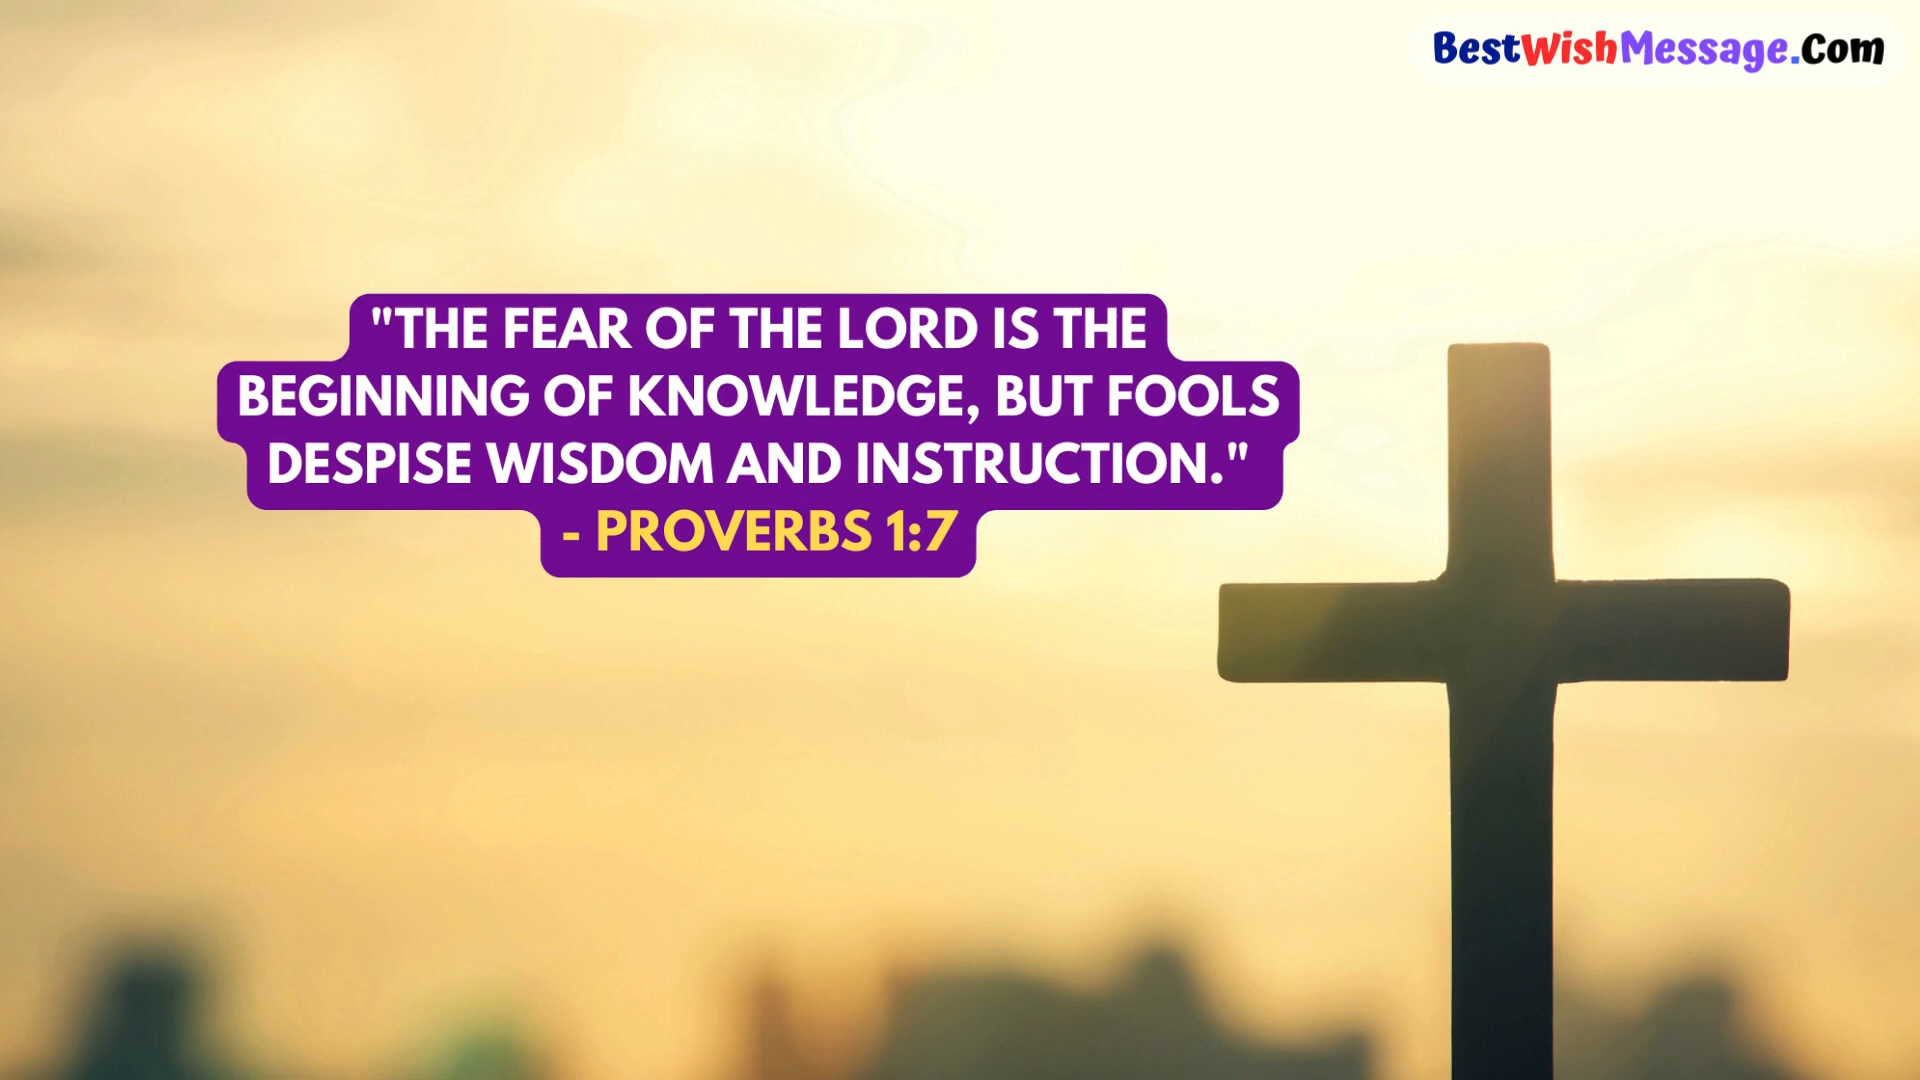 BestWishMessage.Com
"THE FEAR OF THE LORD IS THE
BEGINNING OF KNOWLEDGE, BUT FOOLS
DESPISE WISDOM AND INSTRUCTION."
- PROVERBS 1:7